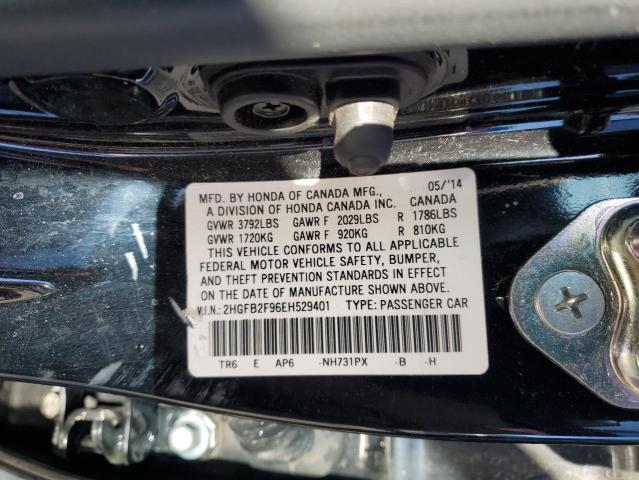 MFD. BY HONDA OF CANADA MFG., 05/'14
A DIVISION OF HONDA CANADA INC. CANADA
GVWR 3792LBS GAWR F 2029LBS R 1786LBS
GVWR 1720KG GAWR F 920KG R 810KG
THIS VEHICLE CONFORMS TO ALL APPLICABLE
FEDERAL MOTOR VEHICLE SAFETY, BUMPER,
AND THEFT PREVENTION STANDARDS IN EFFECT
ON THE DATE OF MANUFACTURE SHOWN ABOVE.
V.I.N.: 2HGFB2F96EH529401 TYPE: PASSENGER CAR
TR6 E AP6 -NH731PX -B -H